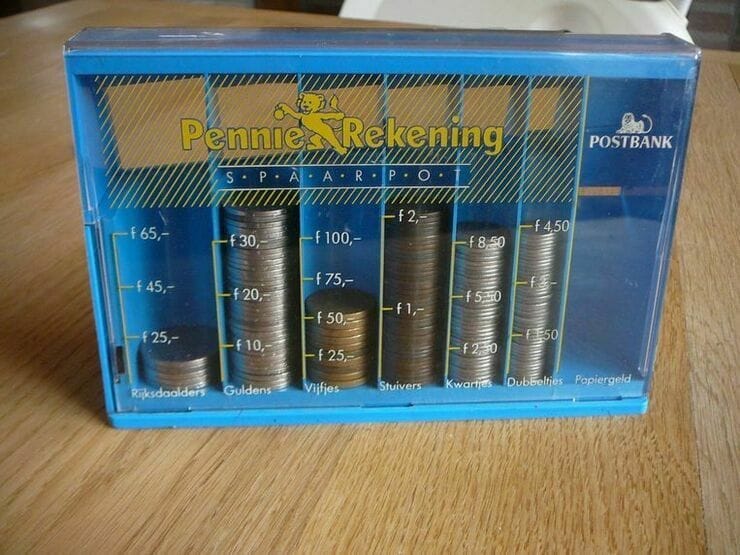 Pennie Rekening
S·P·A·A·R·P·O·T
POSTBANK
f 65,-
f 45,-
f 25,-
Rijksdaalders
f 30,-
f 20,-
f 10,-
Guldens
f 100,-
f 75,-
f 50,-
f 25,-
Vijfjes
f 2,-
f 1,-
Stuivers
f 8,50
f 5,50
f 2,50
Kwartjes
f 4,50
f 3,-
f 1,50
Dubbeltjes
Papiergeld